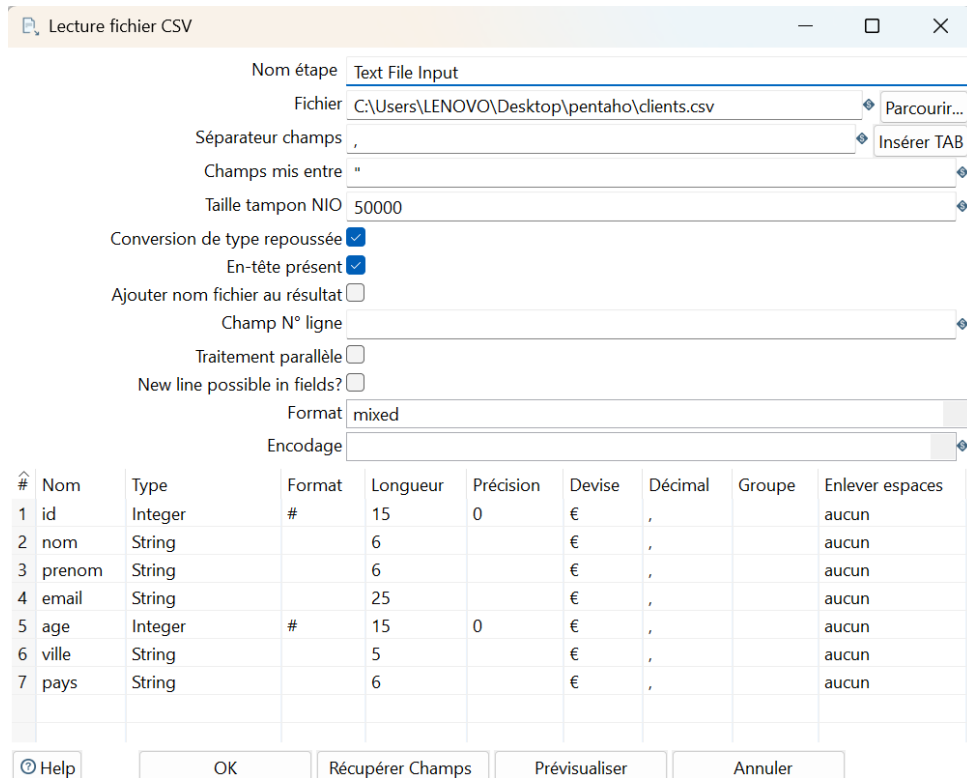 Lecture fichier CSV
Nom étape Text File Input
Fichier C:\Users\LENOVO\Desktop\pentaho\clients.csv Parcourir...
Séparateur champs , Insérer TAB
Champs mis entre "
Taille tampon NIO 50000
Conversion de type repoussée
En-tête présent
Ajouter nom fichier au résultat
Champ N° ligne
Traitement parallèle
New line possible in fields?
Format mixed
Encodage
# Nom Type Format Longueur Précision Devise Décimal Groupe Enlever espaces
1 id Integer # 15 0 € , aucun
2 nom String 6 € , aucun
3 prenom String 6 € , aucun
4 email String 25 € , aucun
5 age Integer # 15 0 € , aucun
6 ville String 5 € , aucun
7 pays String 6 € , aucun
Help OK Récupérer Champs Prévisualiser Annuler